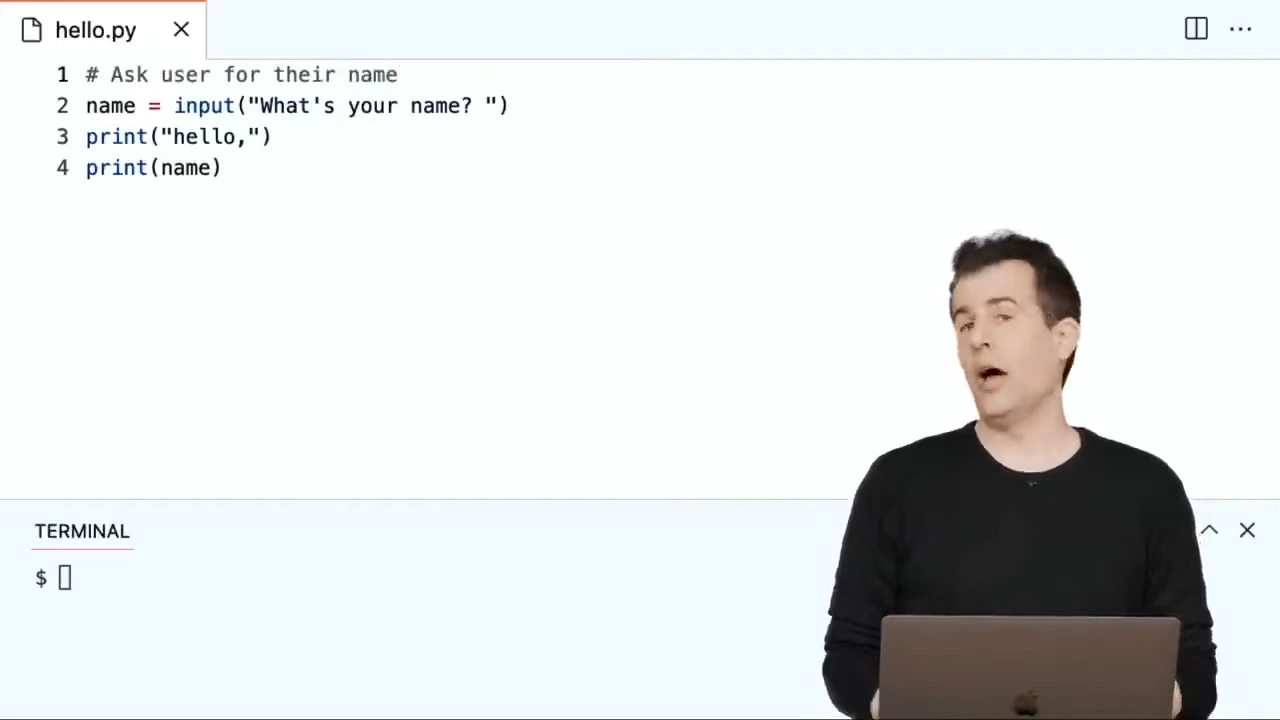 hello.py
1 # Ask user for their name
2 name = input("What's your name? ")
3 print("hello,")
4 print(name)
TERMINAL
$